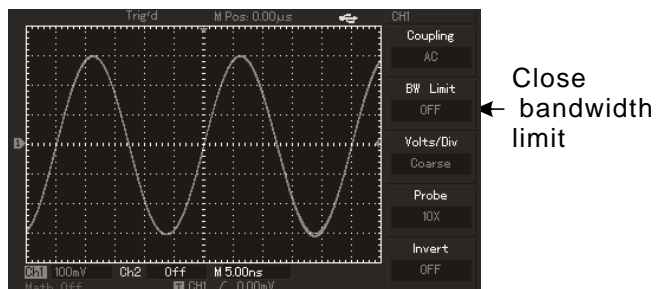 Trig'd M Pos: 0.00µs CH1
Coupling
AC
BW Limit
OFF
Volts/Div
Coarse
Probe
10X
Invert
OFF
1
Ch1 100mV Ch2 Off M 5.00ns
Math Off T CH1 / 0.00mV
Close
bandwidth
limit